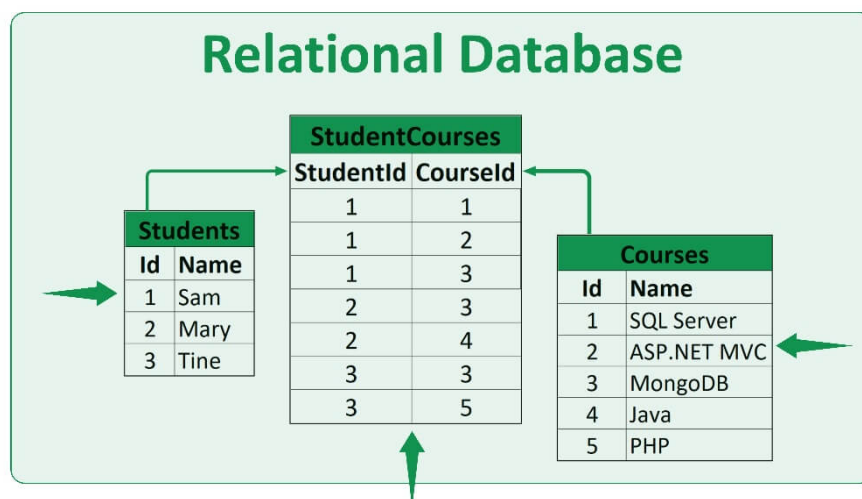 Relational Database
StudentCourses
StudentId CourseId
1 1
1 2
1 3
2 3
2 4
3 3
3 5
Students
Id Name
1 Sam
2 Mary
3 Tine
Courses
Id Name
1 SQL Server
2 ASP.NET MVC
3 MongoDB
4 Java
5 PHP